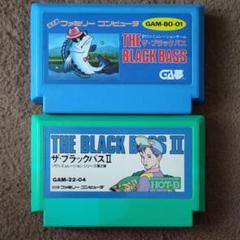 ファミリー コンピュータ
GAM-BO-01
THE
ザ・ブラックバス
BLACK BASS
THE BLACK BASS II
ザ・ブラックバスII
HOT・B
GAM-22-04
ファミリー コンピュータ